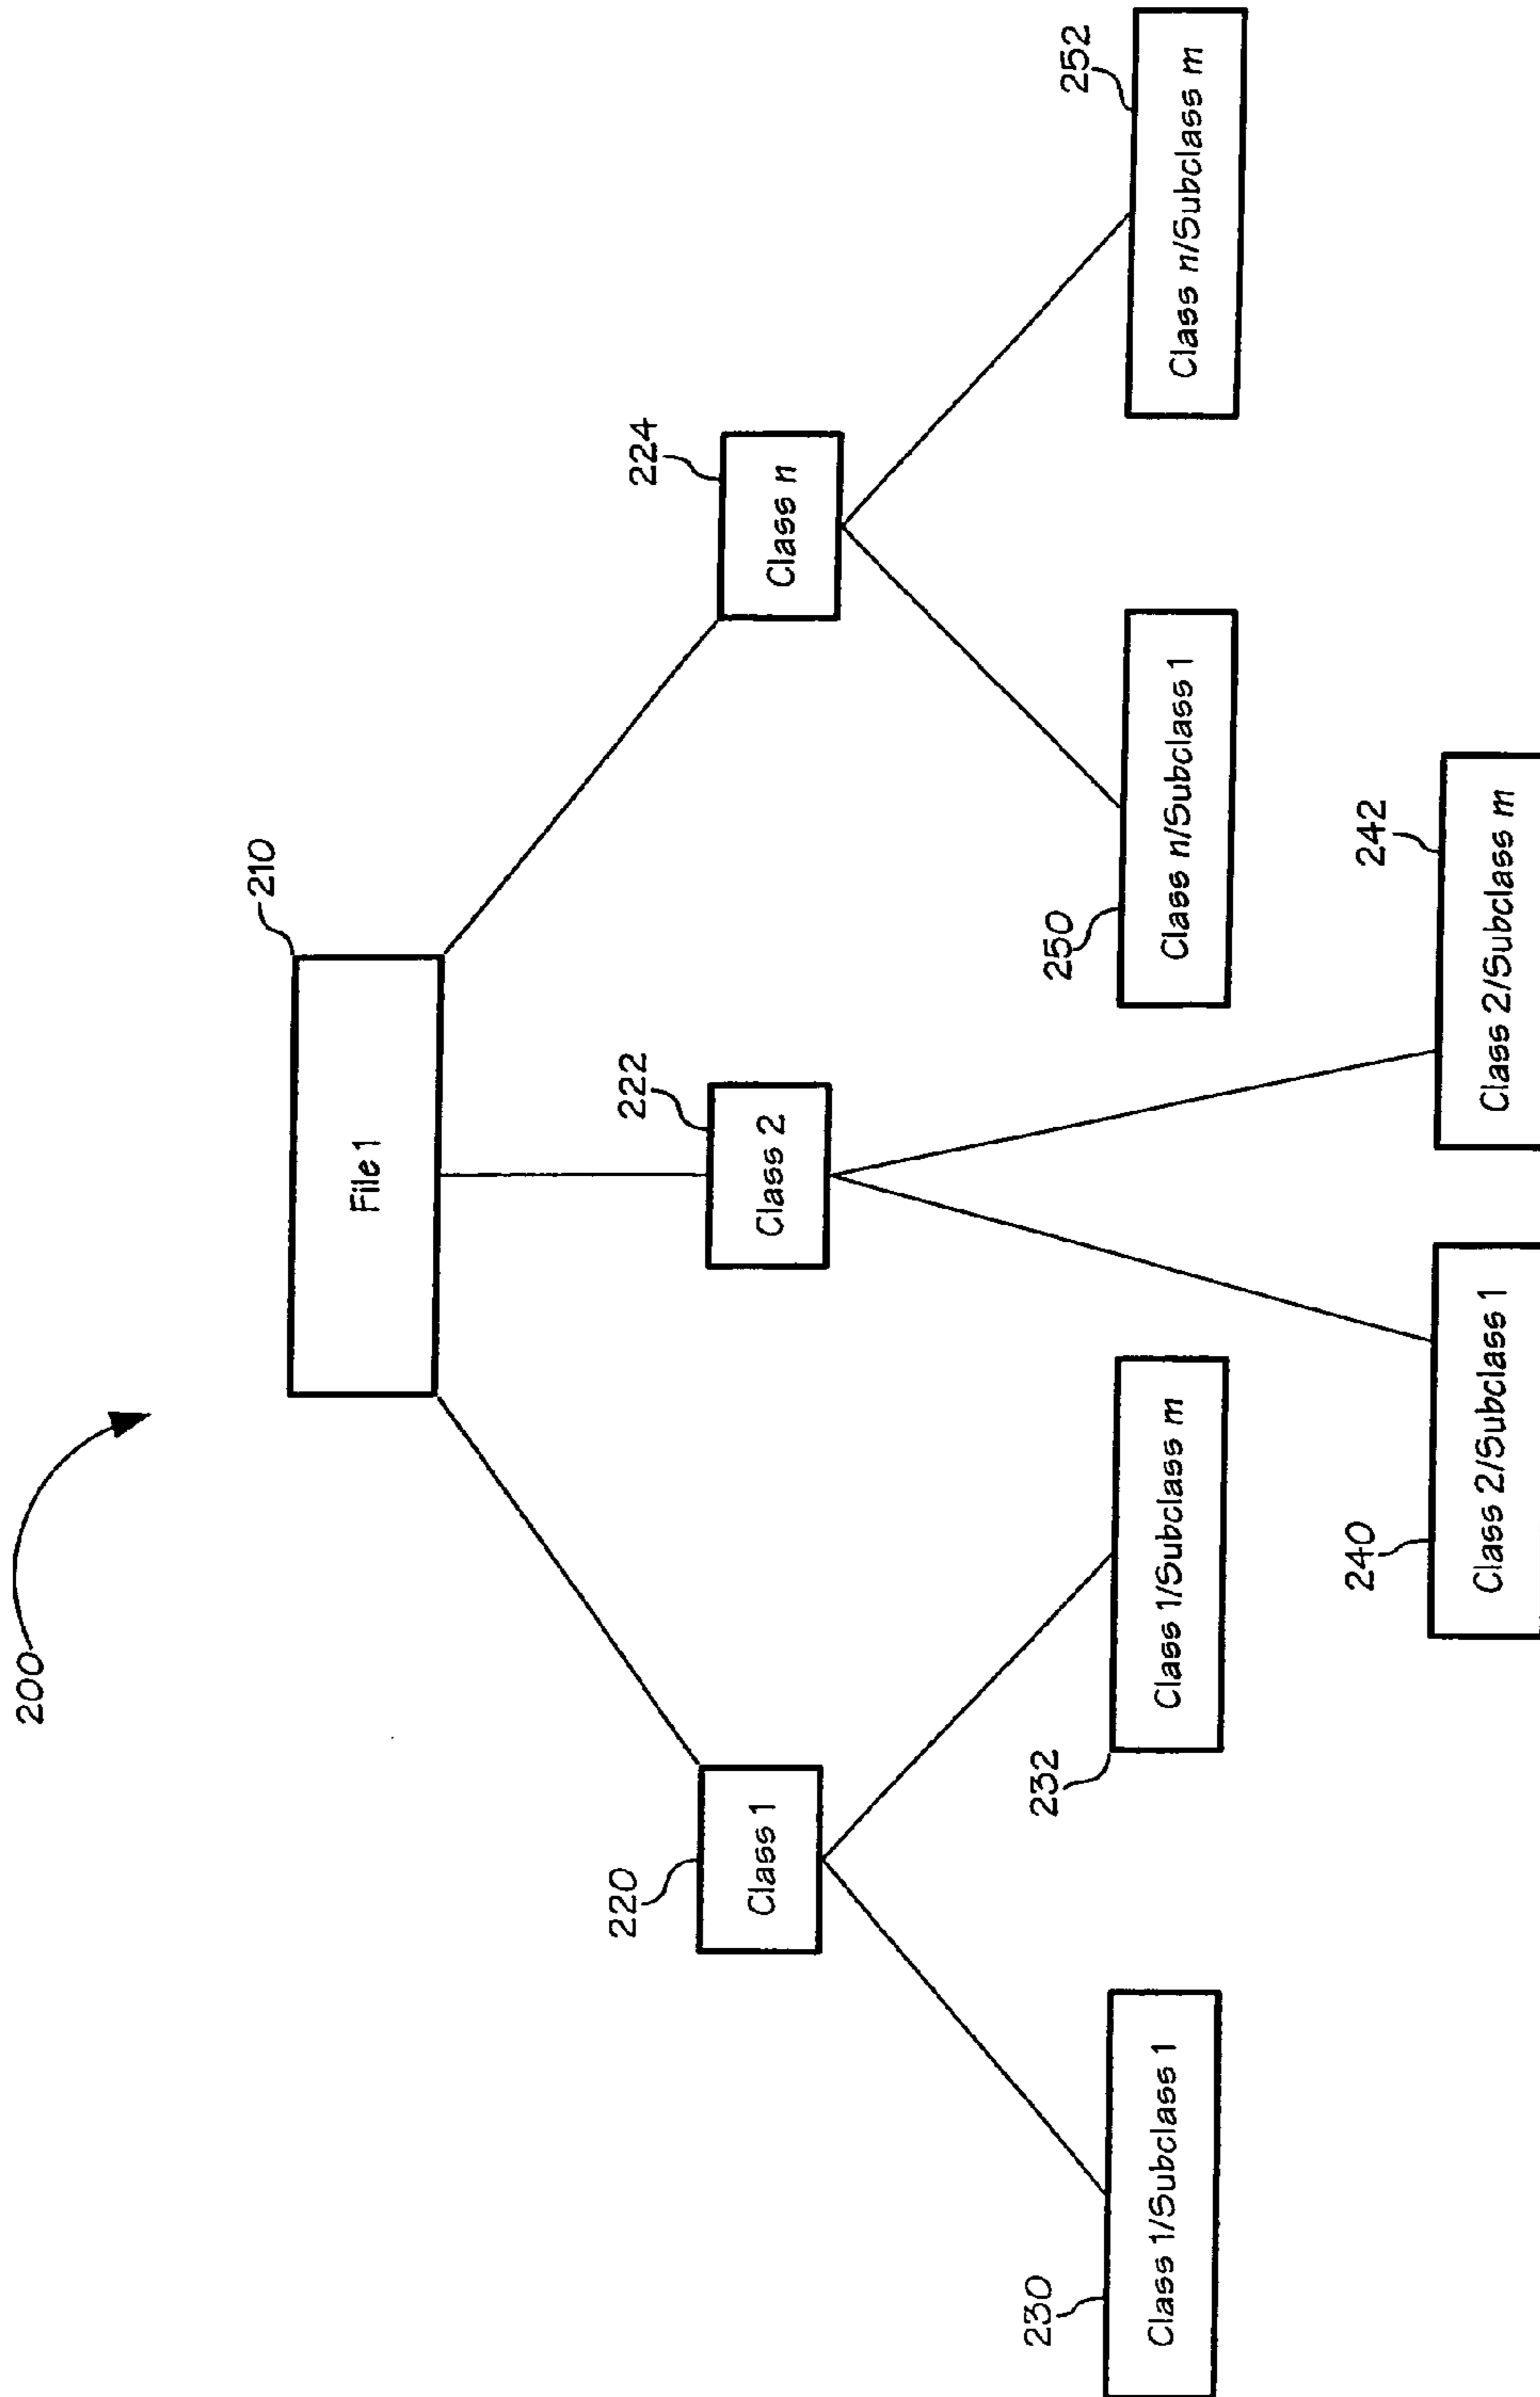 200
210
File 1
220
Class 1
222
Class 2
224
Class n
230
Class 1/Subclass 1
232
Class 1/Subclass m
250
Class n/Subclass 1
252
Class n/Subclass m
240
Class 2/Subclass 1
242
Class 2/Subclass m